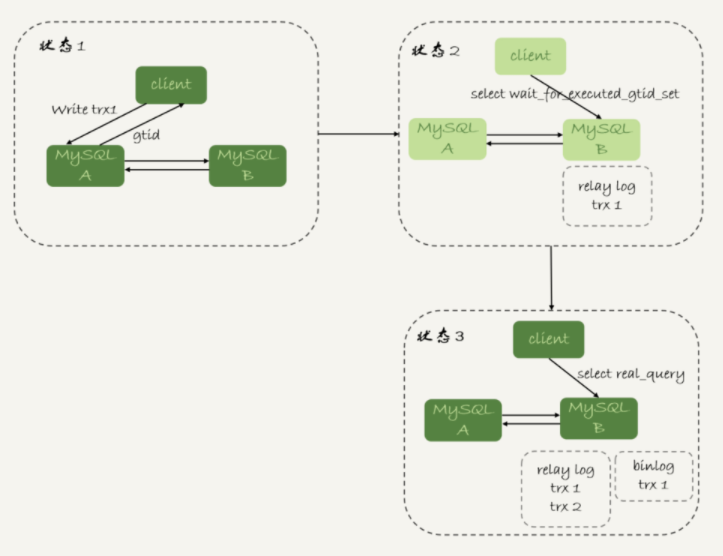 状态1
client
Write trx1
gtid
MySQL
A
MySQL
B
状态2
client
select wait_for_executed_gtid_set
MySQL
A
MySQL
B
relay log
trx 1
状态3
client
select real_query
MySQL
A
MySQL
B
relay log
trx 1
trx 2
binlog
trx 1